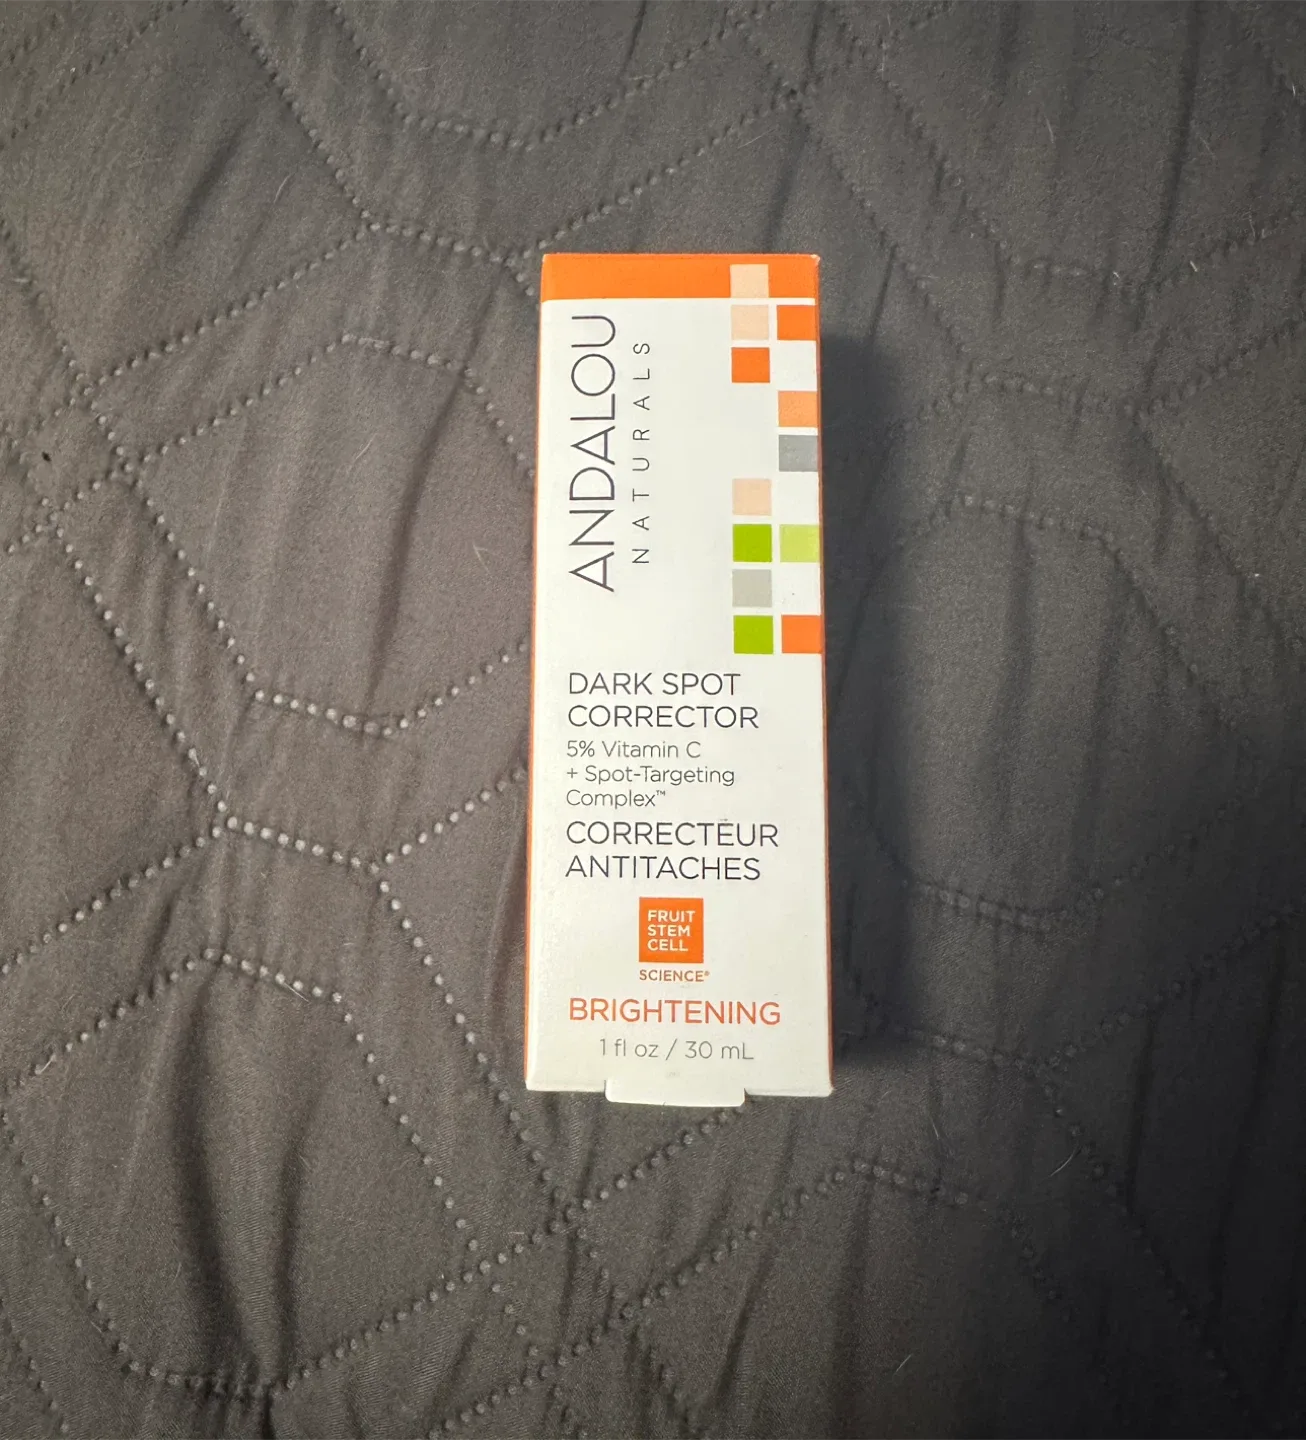 ANDALOU
NATURALS
DARK SPOT
CORRECTOR
5% Vitamin C
+ Spot-Targeting
Complex™
CORRECTEUR
ANTITACHES
FRUIT
STEM
CELL
SCIENCE®
BRIGHTENING
1 fl oz / 30 mL